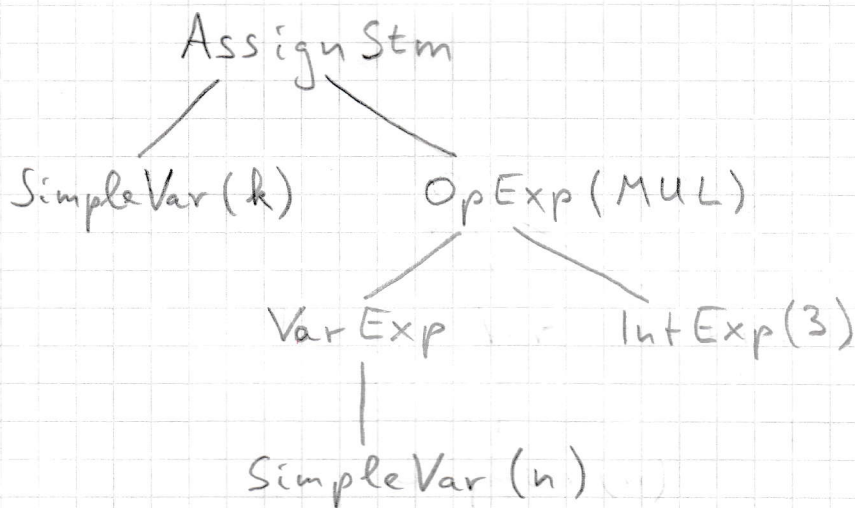 AssignStm
SimpleVar(k) OpExp(MUL)
VarExp IntExp(3)
SimpleVar(n)